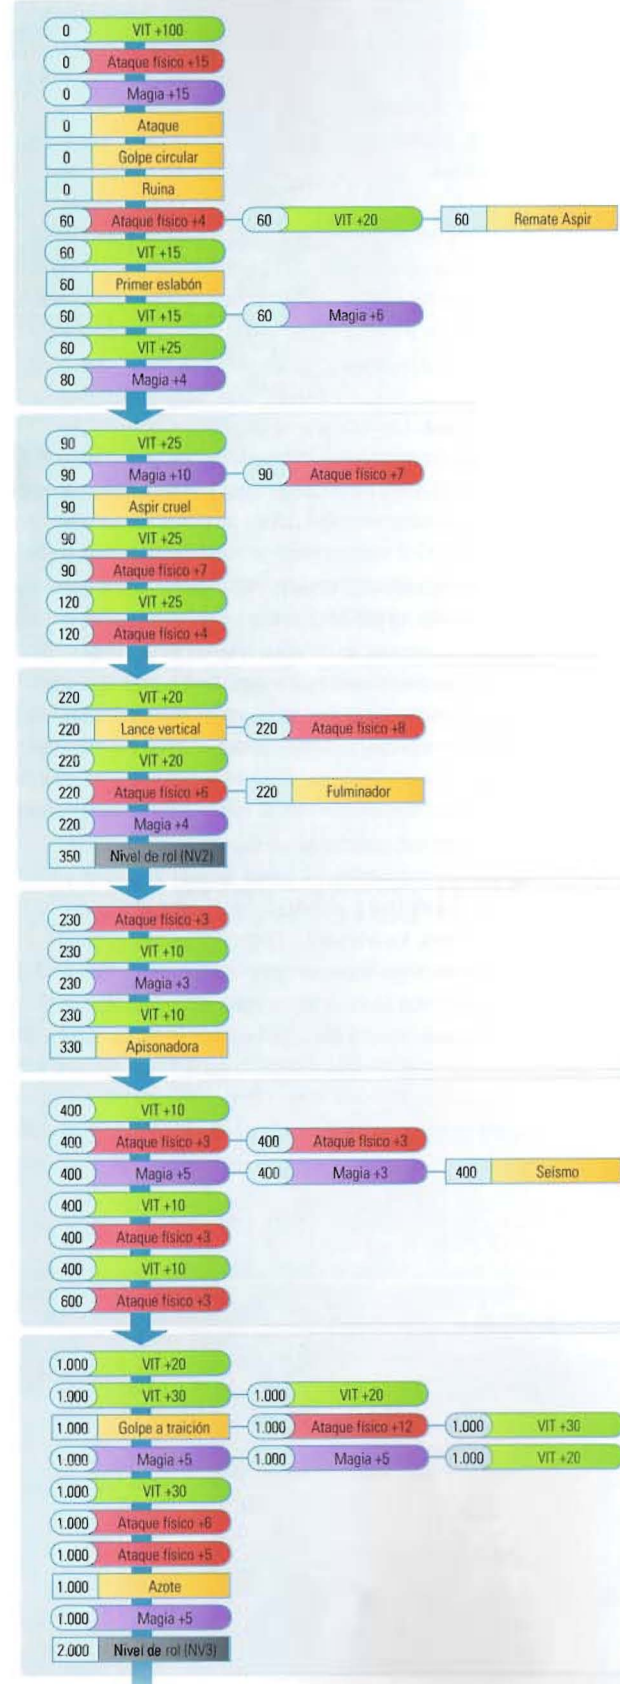 0 VIT +100
0 Ataque físico +15
0 Magia +15
0 Ataque
0 Golpe circular
0 Ruina
60 Ataque físico +4 60 VIT +20 60 Remate Aspir
60 VIT +15
60 Primer eslabón
60 VIT +15 60 Magia +6
60 VIT +25
80 Magia +4
90 VIT +25
90 Magia +10 90 Ataque físico +7
90 Aspir cruel
90 VIT +25
90 Ataque físico +7
120 VIT +25
120 Ataque físico +4
220 VIT +20
220 Lance vertical 220 Ataque físico +8
220 VIT +20
220 Ataque físico +6 220 Fulminador
220 Magia +4
350 Nivel de rol (NV2)
230 Ataque físico +3
230 VIT +10
230 Magia +3
230 VIT +10
330 Apisonadora
400 VIT +10
400 Ataque físico +3 400 Ataque físico +3
400 Magia +5 400 Magia +3 400 Seísmo
400 VIT +10
400 Ataque físico +3
400 VIT +10
600 Ataque físico +3
1.000 VIT +20
1.000 VIT +30 1.000 VIT +20
1.000 Golpe a traición 1.000 Ataque físico +12 1.000 VIT +30
1.000 Magia +5 1.000 Magia +5 1.000 VIT +20
1.000 VIT +30
1.000 Ataque físico +6
1.000 Ataque físico +5
1.000 Azote
1.000 Magia +5
2.000 Nivel de rol (NV3)